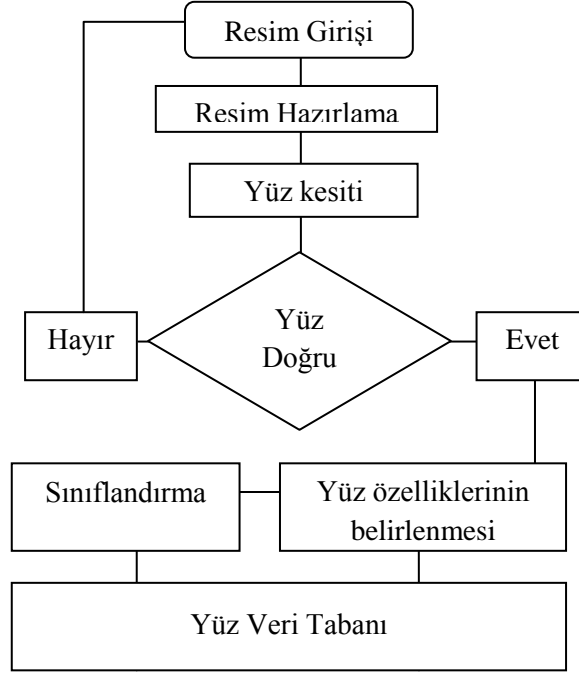 Resim Girişi
Resim Hazırlama
Yüz kesiti
Yüz
Doğru
Hayır
Evet
Sınıflandırma
Yüz özelliklerinin
belirlenmesi
Yüz Veri Tabanı